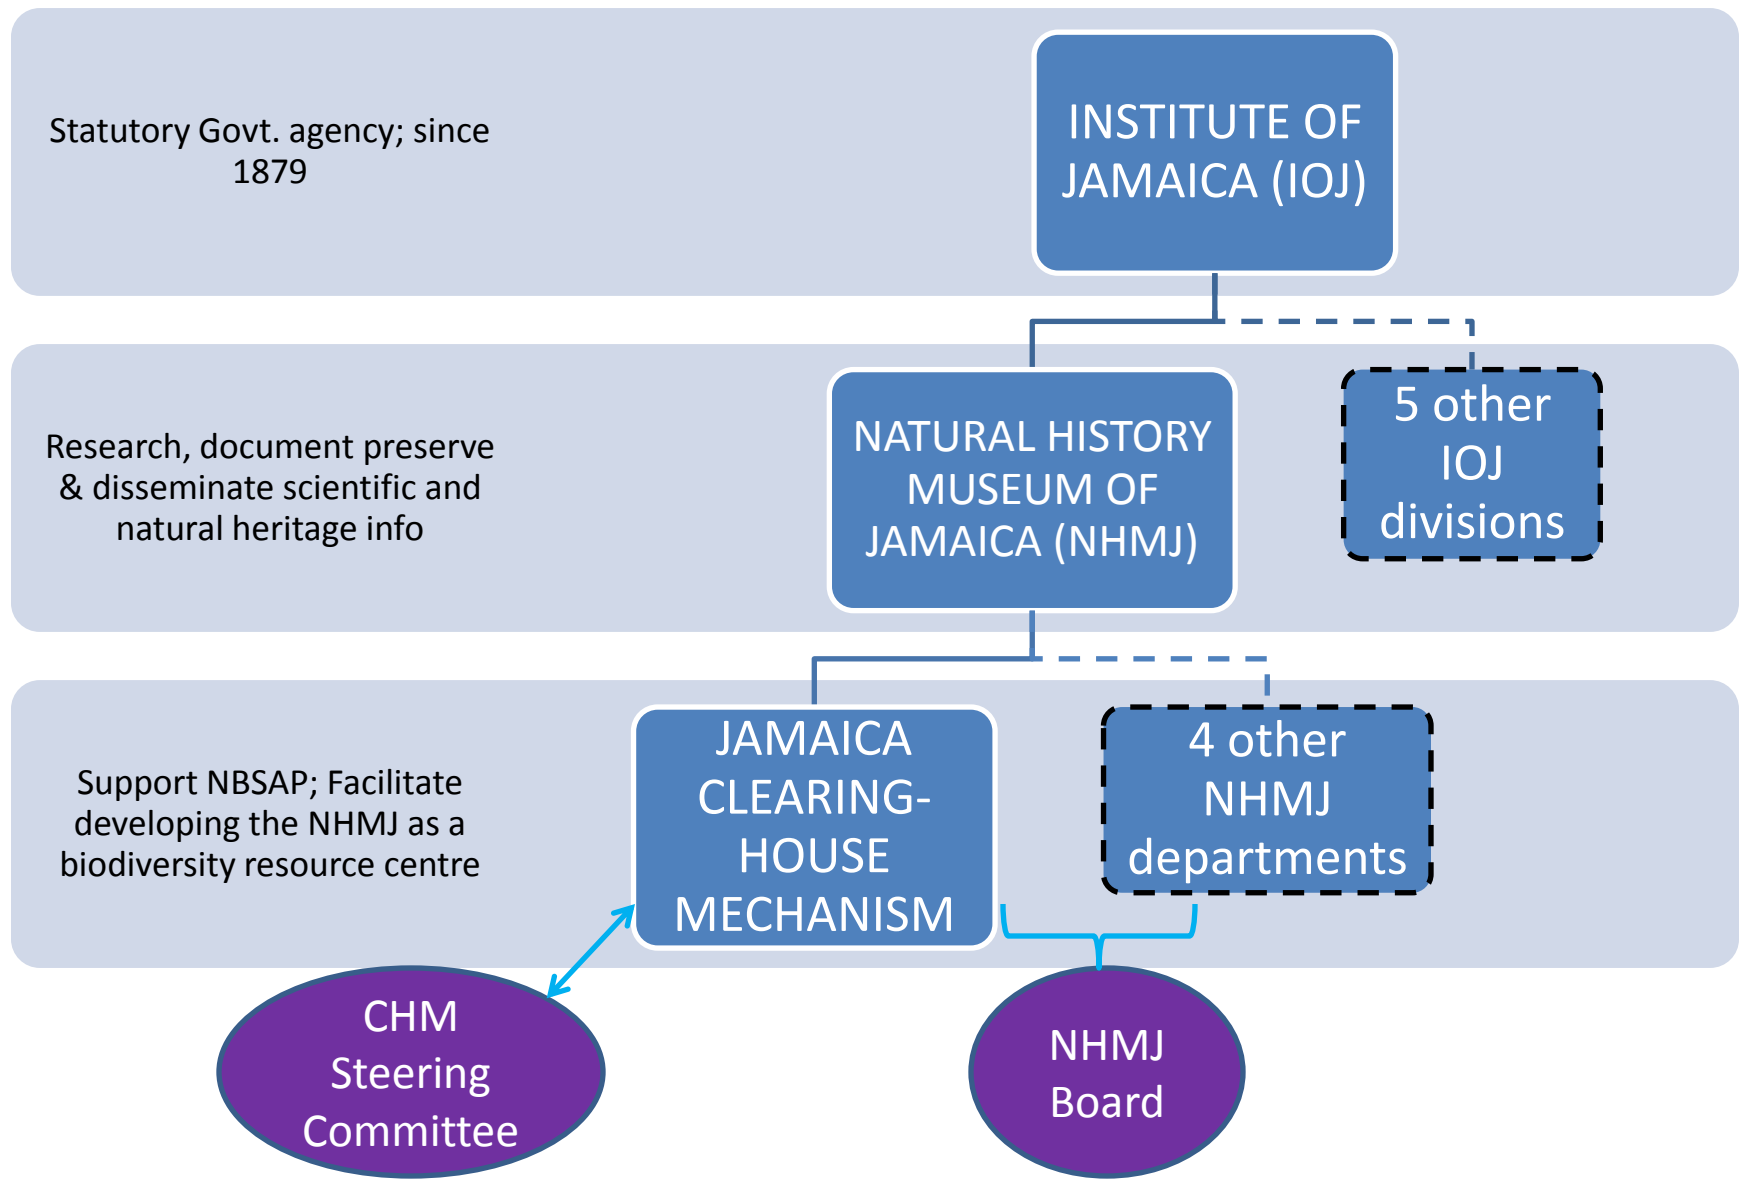 Statutory Govt. agency; since
1879
INSTITUTE OF
JAMAICA (IOJ)
Research, document preserve
& disseminate scientific and
natural heritage info
NATURAL HISTORY
MUSEUM OF
JAMAICA (NHMJ)
5 other
IOJ
divisions
Support NBSAP; Facilitate
developing the NHMJ as a
biodiversity resource centre
JAMAICA
CLEARING-
HOUSE
MECHANISM
4 other
NHMJ
departments
CHM
Steering
Committee
NHMJ
Board